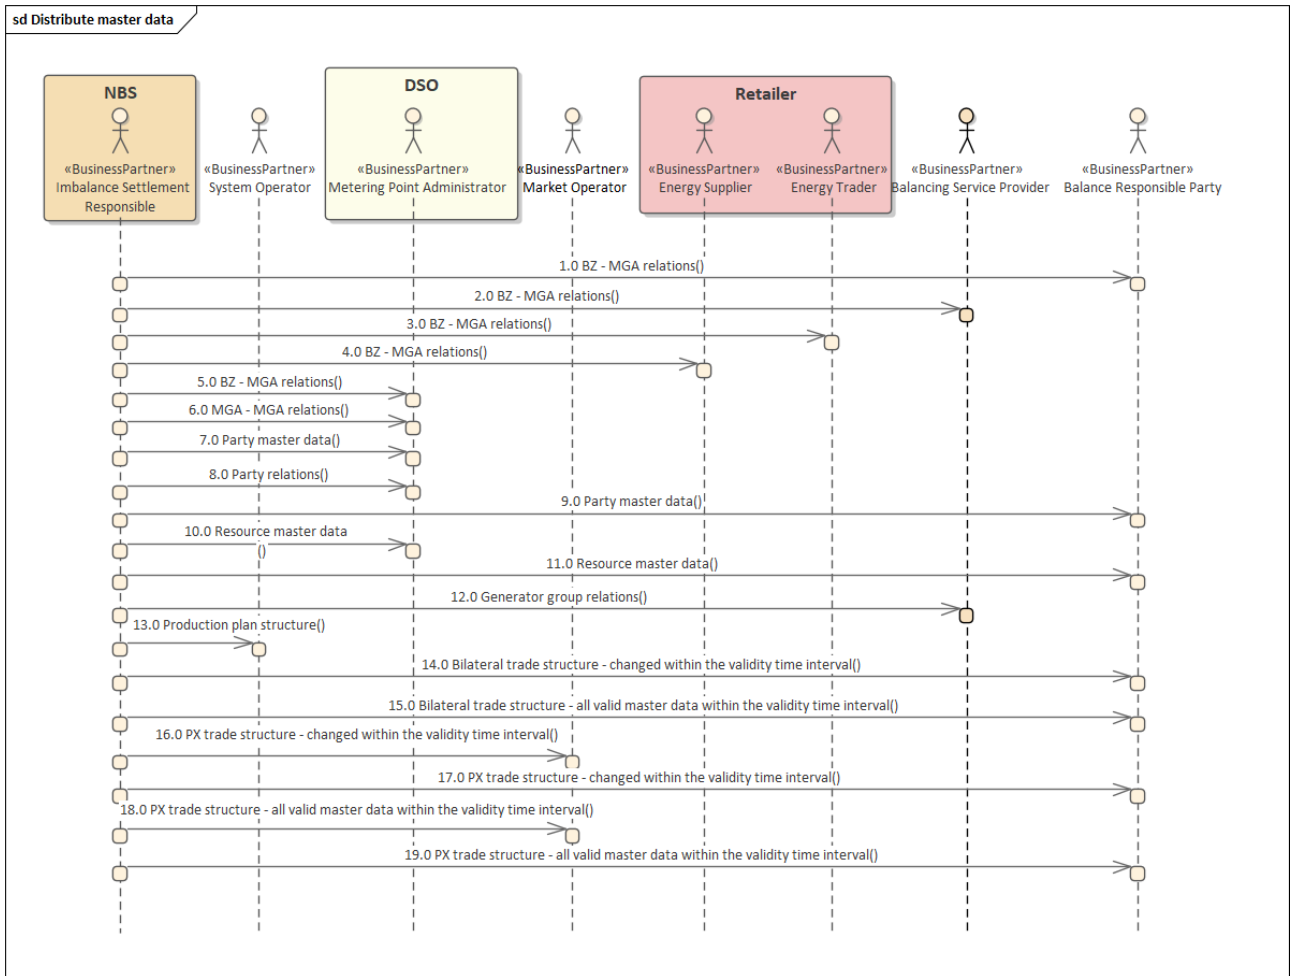 sd Distribute master data
NBS
DSO
Retailer
«BusinessPartner»
Imbalance Settlement
Responsible
«BusinessPartner»
System Operator
«BusinessPartner»
Metering Point Administrator
«BusinessPartner»
Market Operator
«BusinessPartner»
Energy Supplier
«BusinessPartner»
Energy Trader
«BusinessPartner»
Balancing Service Provider
«BusinessPartner»
Balance Responsible Party
1.0 BZ - MGA relations()
2.0 BZ - MGA relations()
3.0 BZ - MGA relations()
4.0 BZ - MGA relations()
5.0 BZ - MGA relations()
6.0 MGA - MGA relations()
7.0 Party master data()
8.0 Party relations()
9.0 Party master data()
10.0 Resource master data
()
11.0 Resource master data()
12.0 Generator group relations()
13.0 Production plan structure()
14.0 Bilateral trade structure - changed within the validity time interval()
15.0 Bilateral trade structure - all valid master data within the validity time interval()
16.0 PX trade structure - changed within the validity time interval()
17.0 PX trade structure - changed within the validity time interval()
18.0 PX trade structure - all valid master data within the validity time interval()
19.0 PX trade structure - all valid master data within the validity time interval()